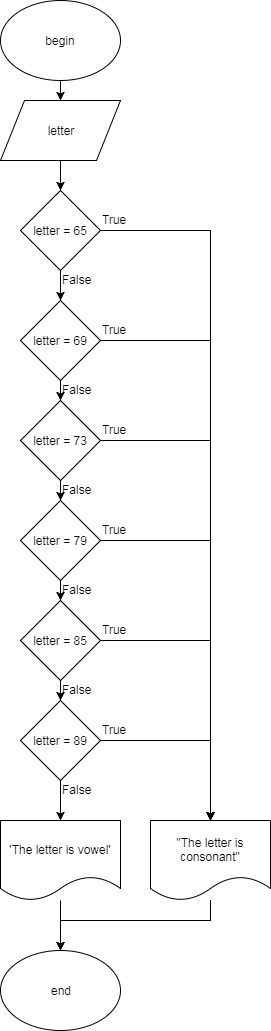 begin
letter
letter = 65
True
False
letter = 69
True
False
letter = 73
True
False
letter = 79
True
False
letter = 85
True
False
letter = 89
True
False
'The letter is vowel'
"The letter is
consonant"
end